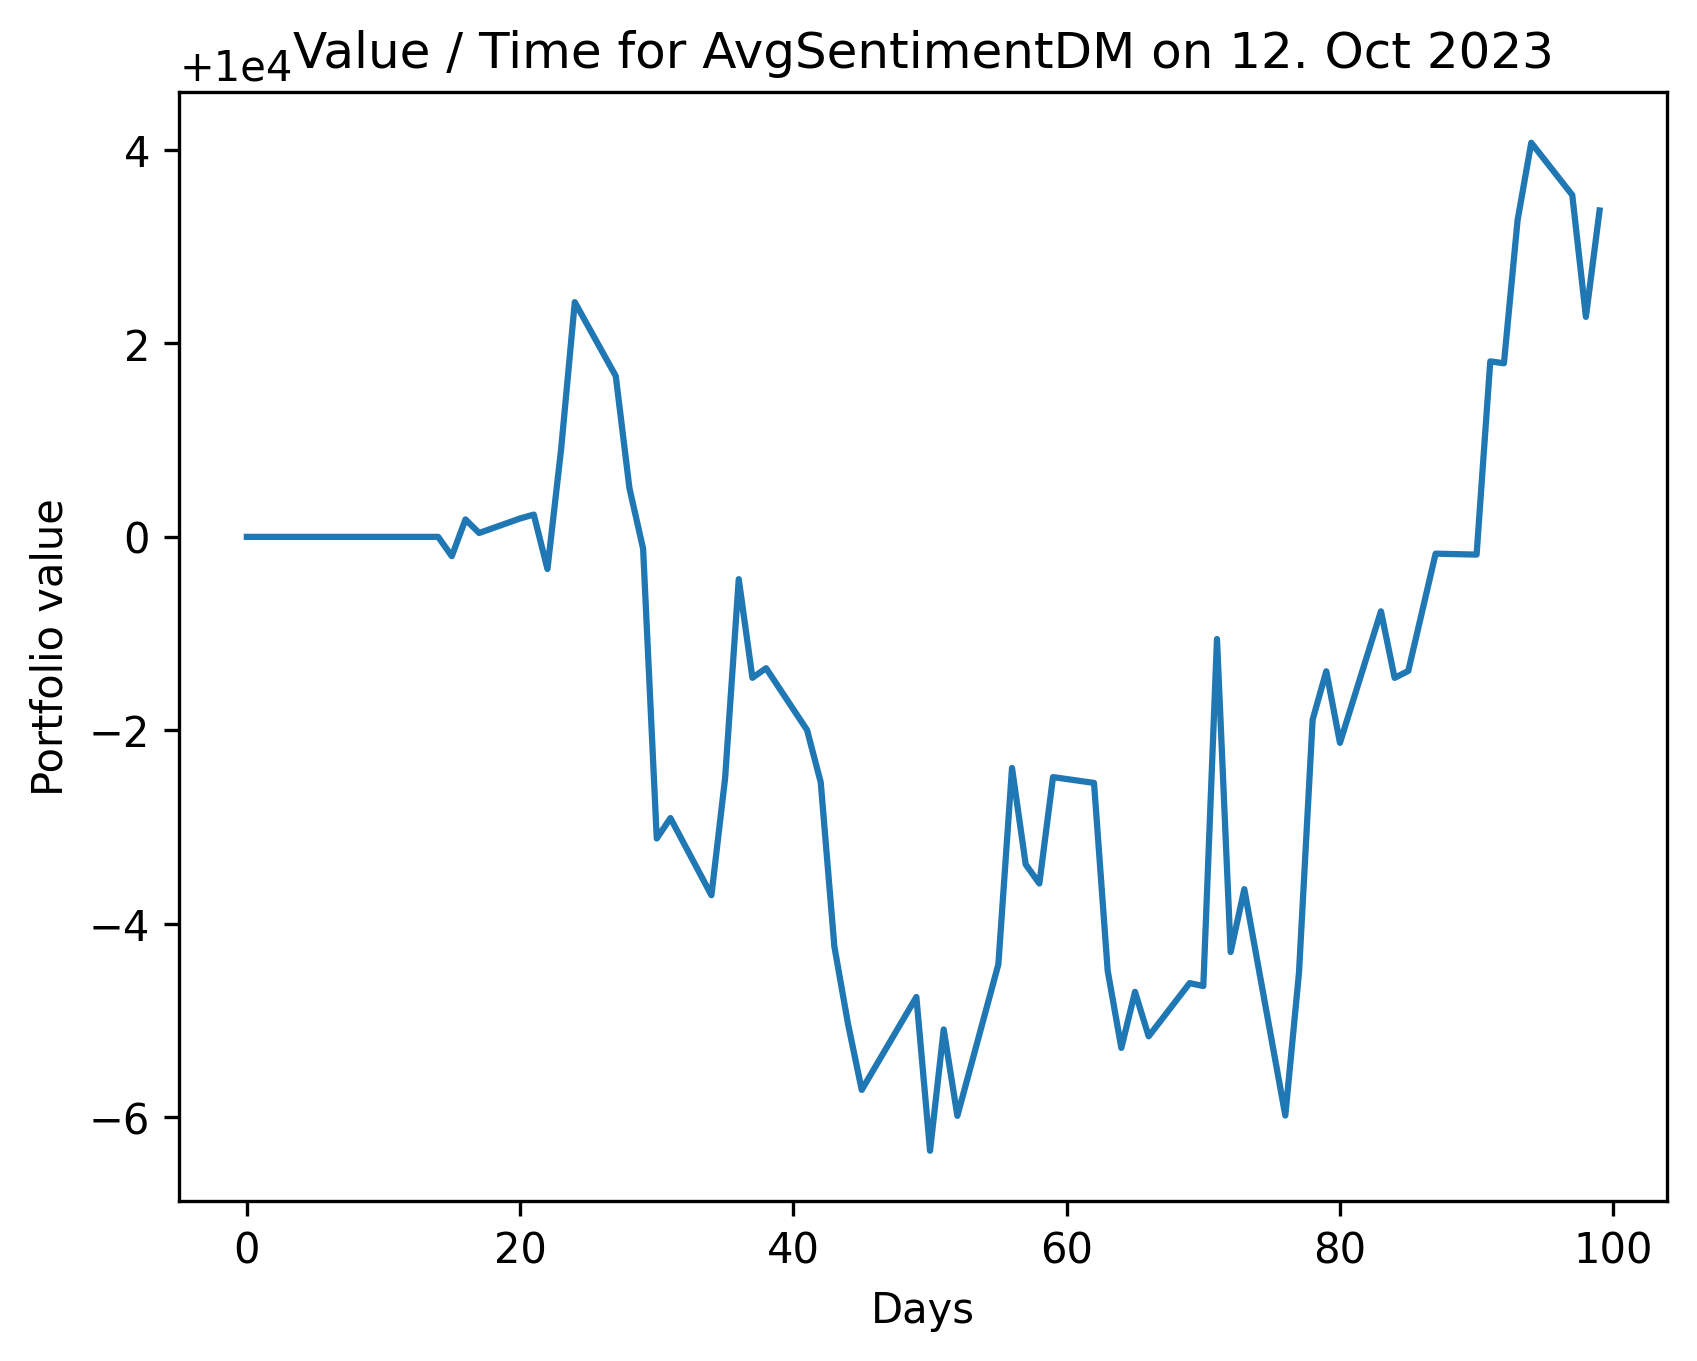 Value / Time for AvgSentimentDM on 12. Oct 2023
+1e4
4
2
0
−2
−4
−6
Portfolio value
0 20 40 60 80 100
Days